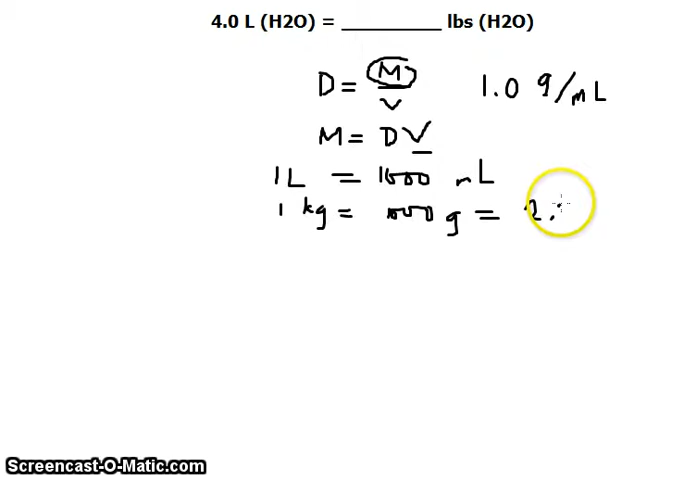 4.0 L (H2O) = __________ lbs (H2O)
D = M/V 1.0 g/mL
M = DV
1L = 1000 mL
1 kg = 1000 g = 2.
Screencast-O-Matic.com